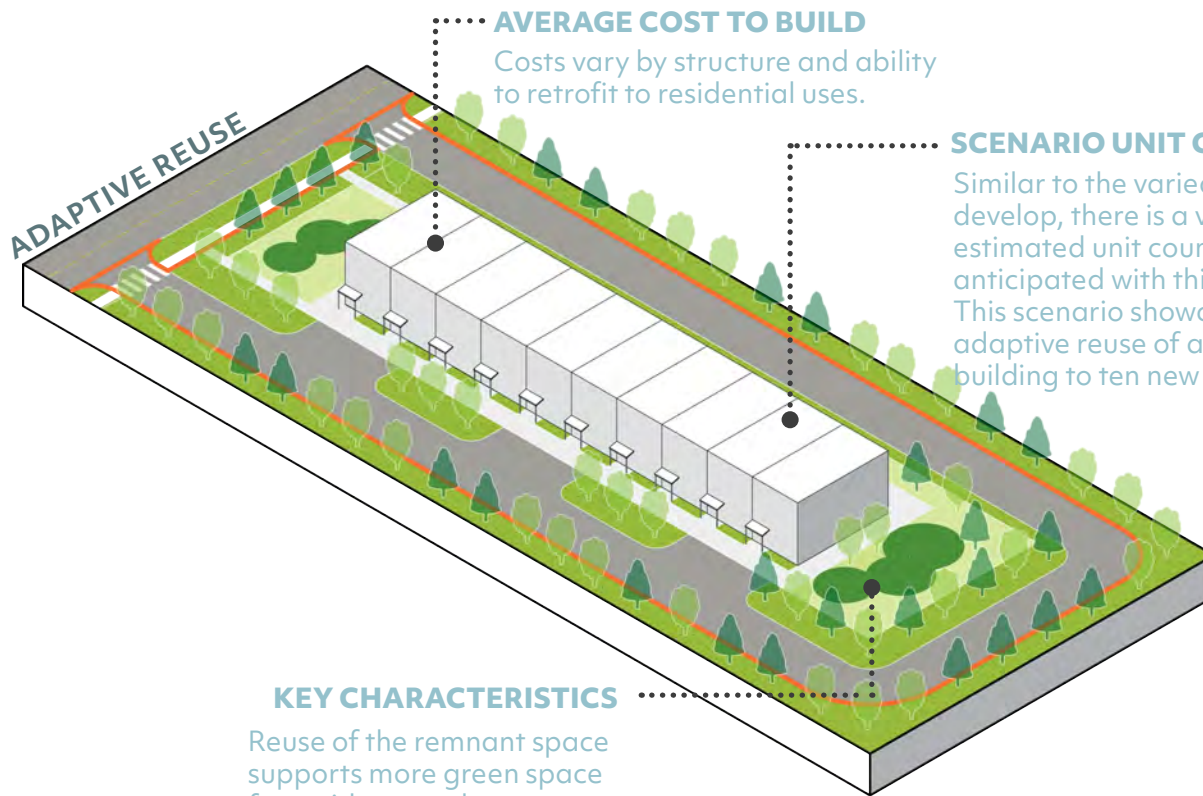 AVERAGE COST TO BUILD
Costs vary by structure and ability
to retrofit to residential uses.
ADAPTIVE REUSE
SCENARIO UNIT
Similar to the varied
develop, there is a
estimated unit
anticipated with
This scenario
adaptive reuse of a
building to ten new
KEY CHARACTERISTICS
Reuse of the remnant space
supports more green space